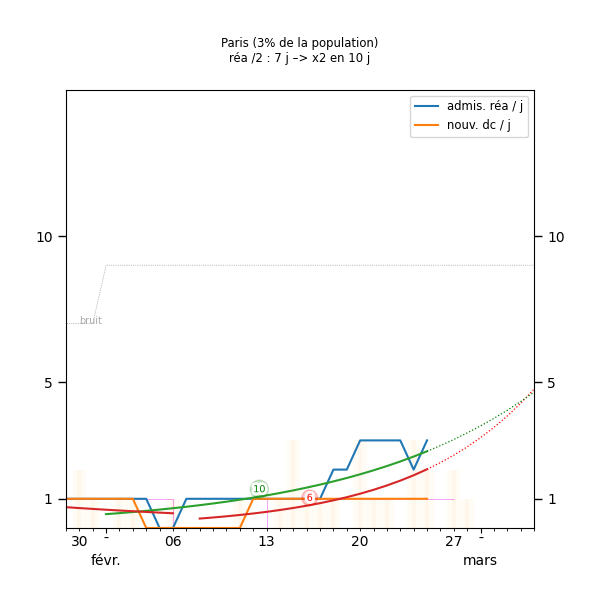 Paris (3% de la population)
réa /2 : 7 j –> x2 en 10 j
admis. réa / j
nouv. dc / j
10 10
bruit
5 5
10
6
1 1
30 - 06 13 20 27 -
févr. mars